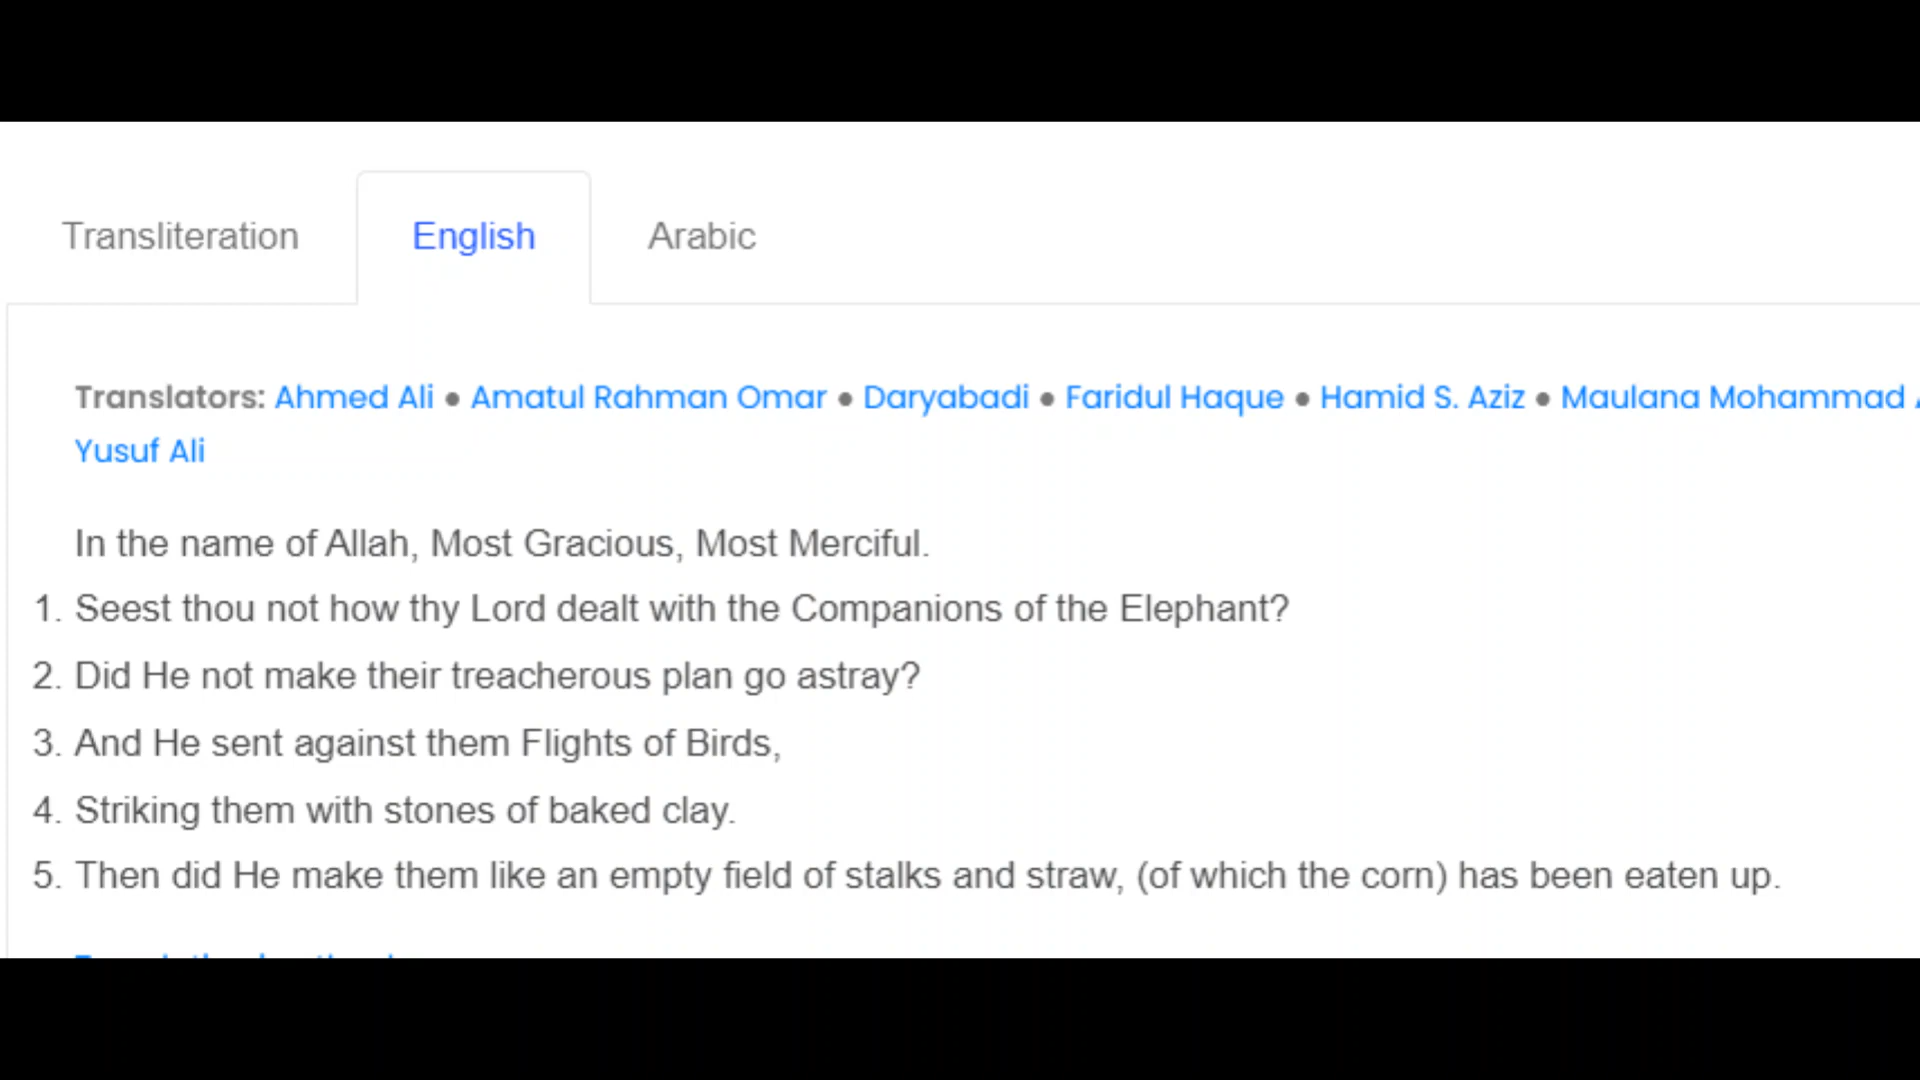 Transliteration English Arabic
Translators: Ahmed Ali ● Amatul Rahman Omar ● Daryabadi ● Faridul Haque ● Hamid S. Aziz ● Maulana Mohammad
Yusuf Ali
In the name of Allah, Most Gracious, Most Merciful.
1. Seest thou not how thy Lord dealt with the Companions of the Elephant?
2. Did He not make their treacherous plan go astray?
3. And He sent against them Flights of Birds,
4. Striking them with stones of baked clay.
5. Then did He make them like an empty field of stalks and straw, (of which the corn) has been eaten up.